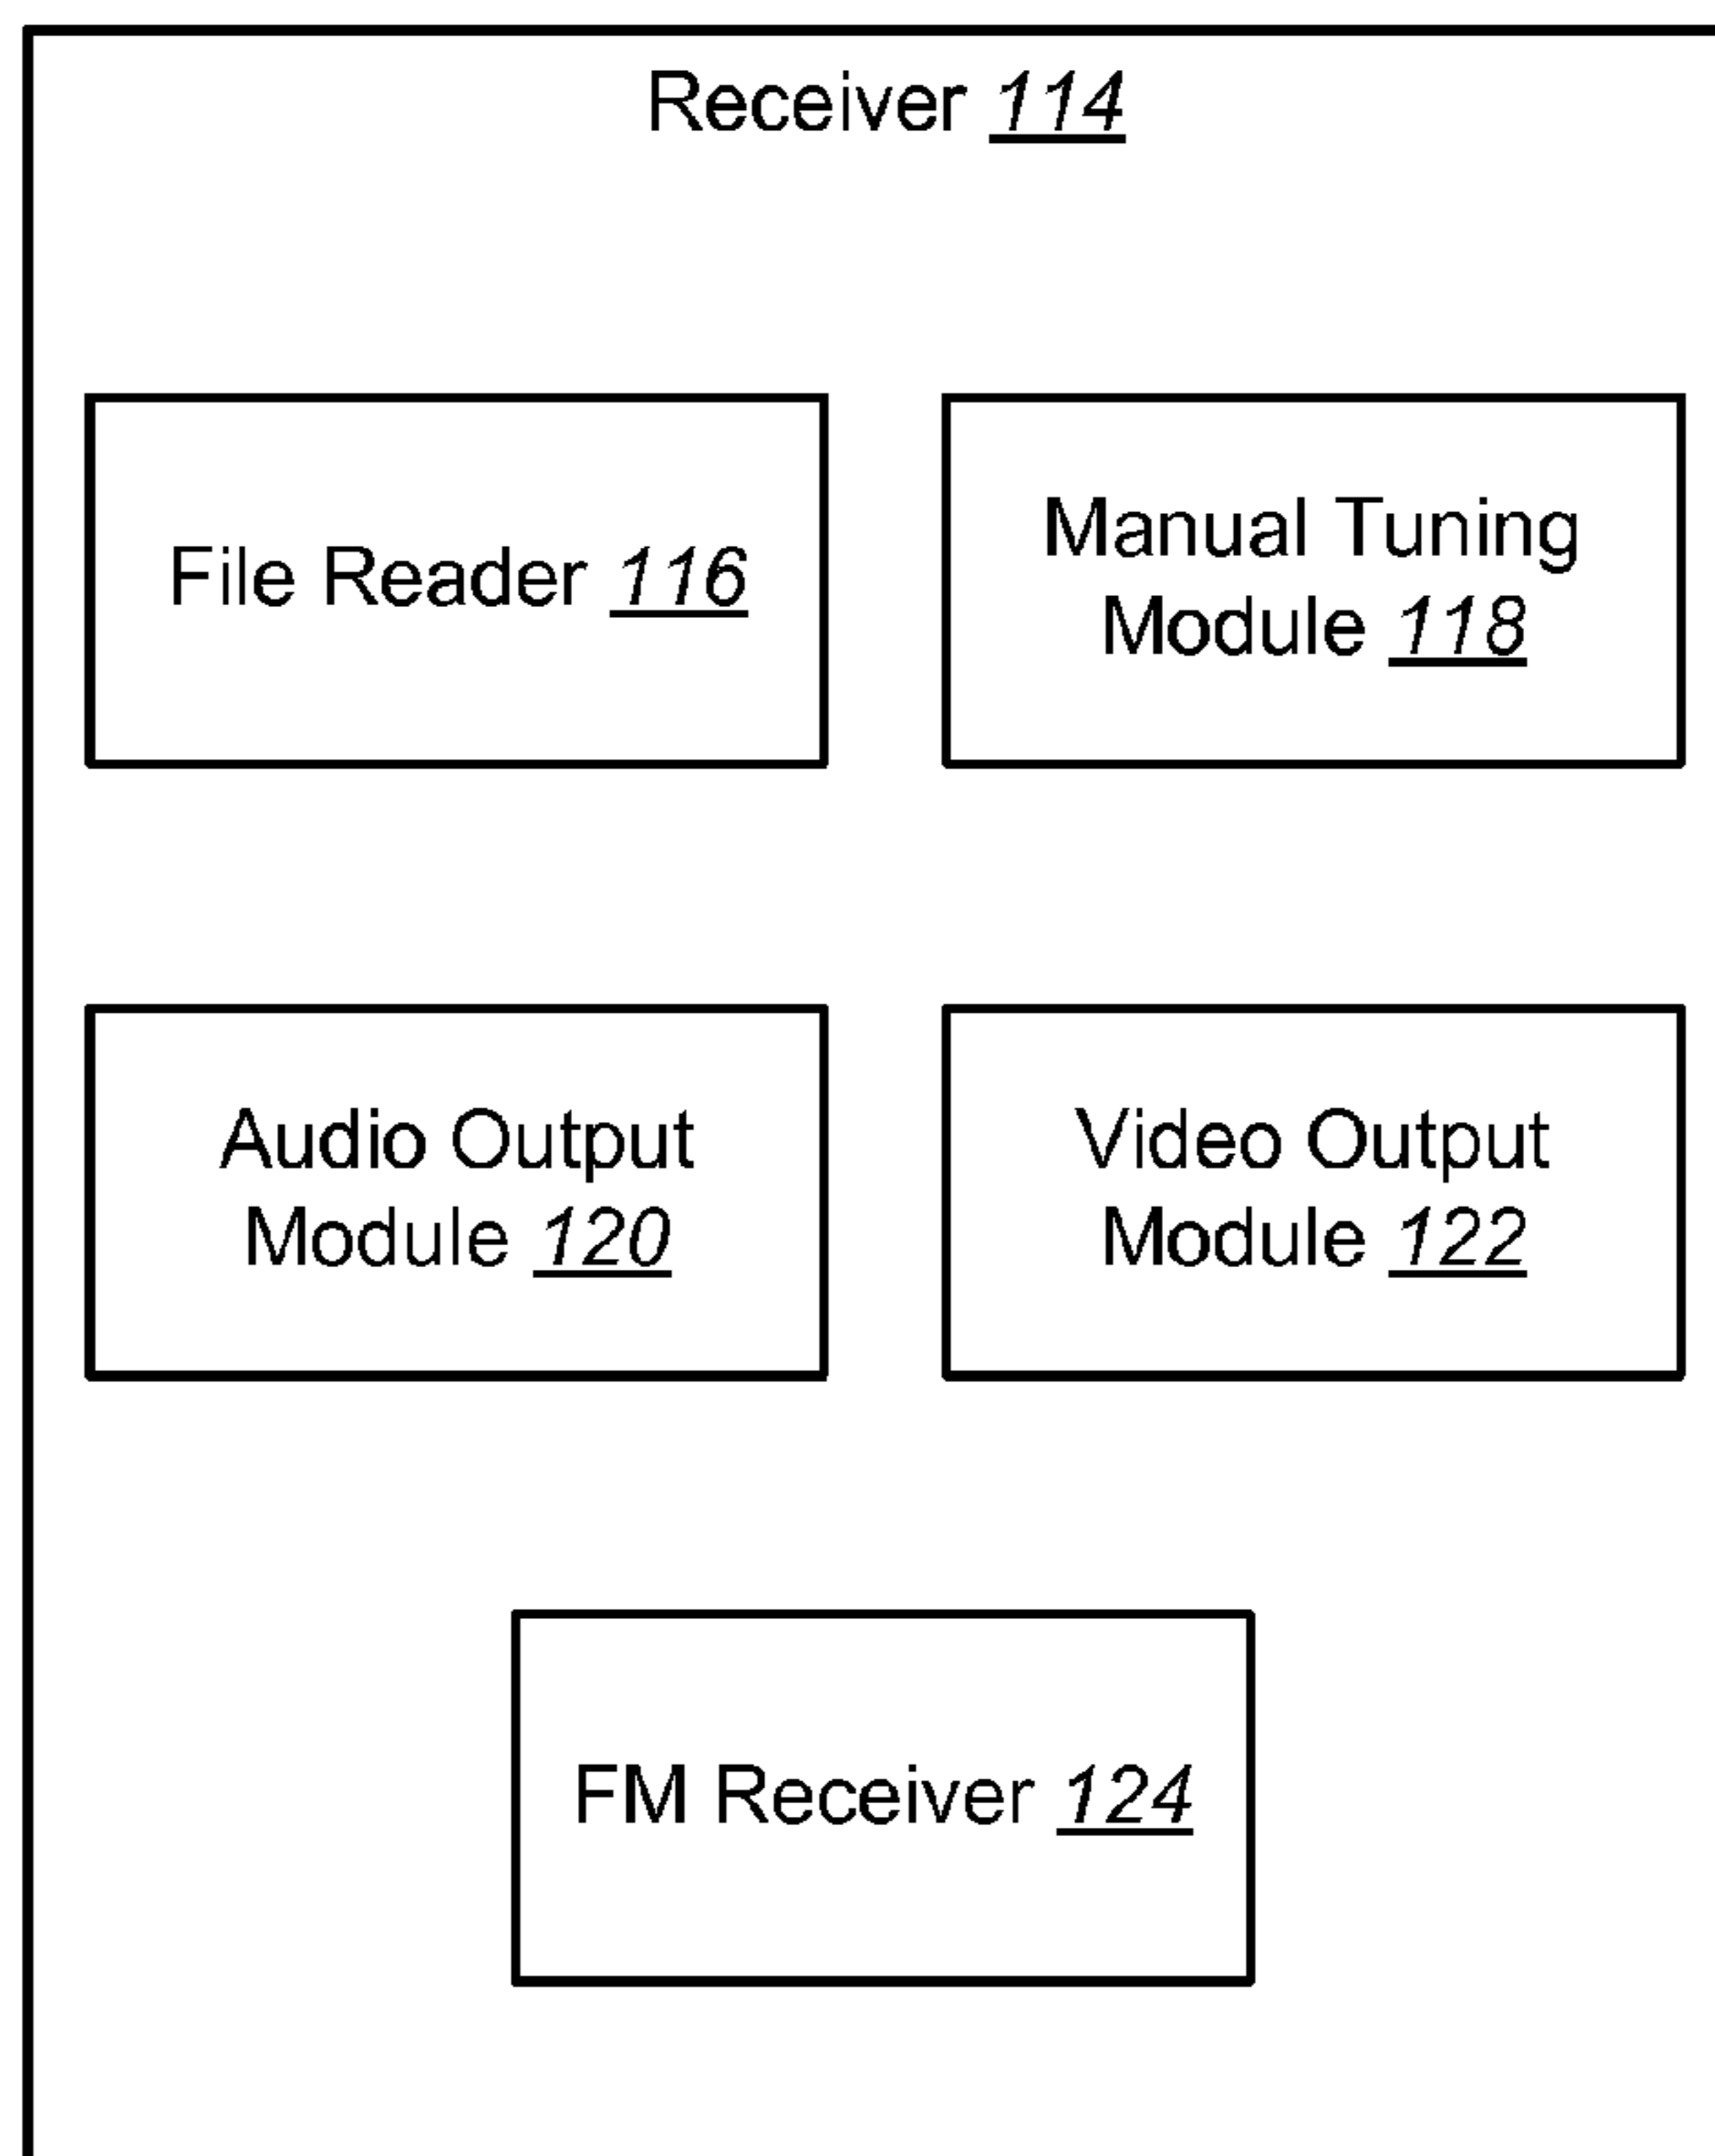 Receiver 114
File Reader 116
Manual Tuning
Module 118
Audio Output
Module 120
Video Output
Module 122
FM Receiver 124